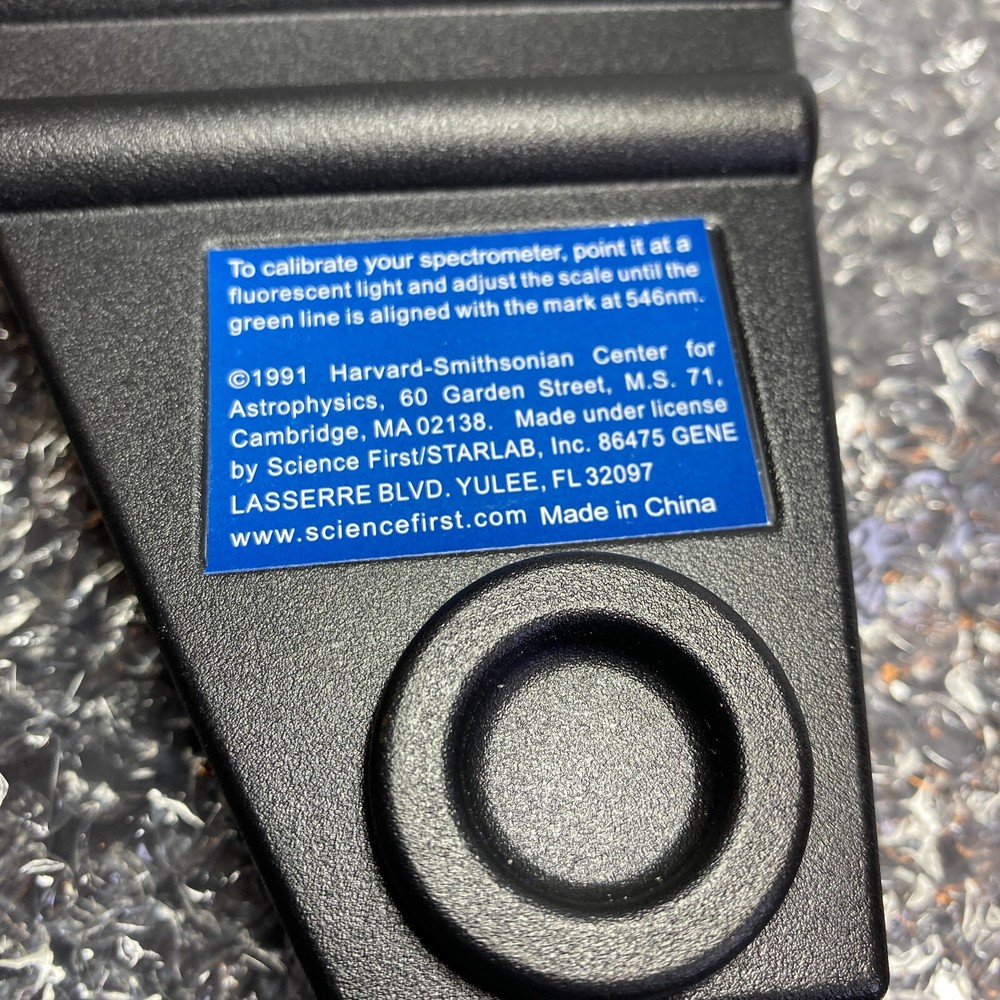 To calibrate your spectrometer, point it at a
fluorescent light and adjust the scale until the
green line is aligned with the mark at 546nm.
©1991 Harvard-Smithsonian Center for
Astrophysics, 60 Garden Street, M.S. 71,
Cambridge, MA 02138. Made under license
by Science First/STARLAB, Inc. 86475 GENE
LASSERRE BLVD. YULEE, FL 32097
www.sciencefirst.com Made in China